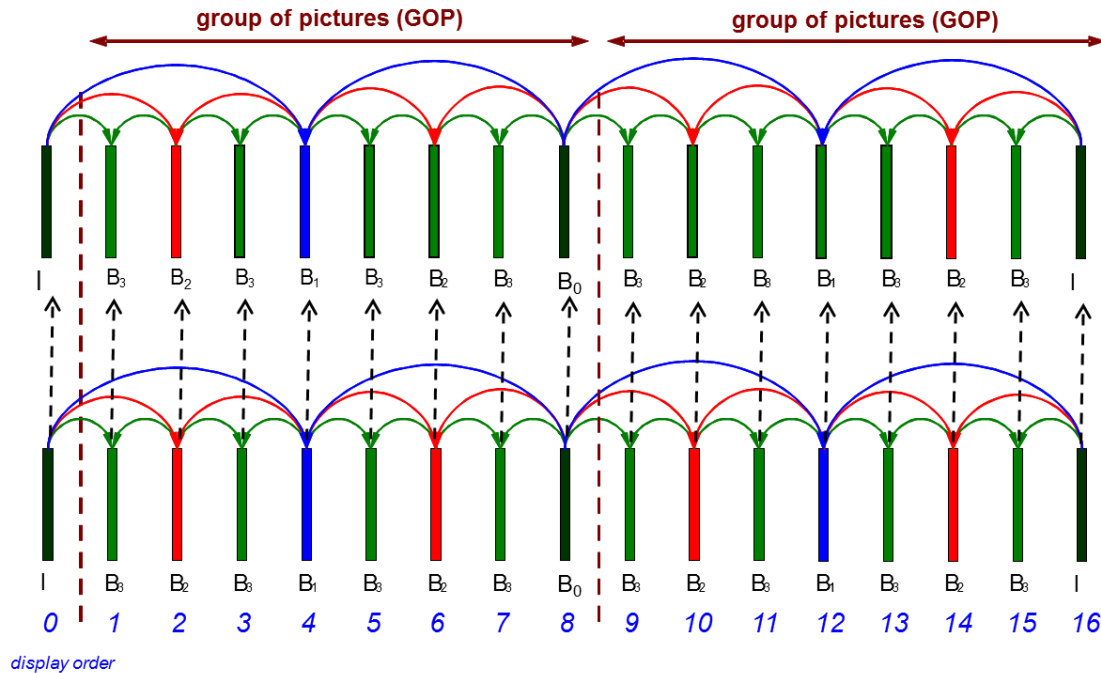 group of pictures (GOP) group of pictures (GOP)
I B₃ B₂ B₃ B₁ B₃ B₂ B₃ B₀ B₃ B₂ B₃ B₁ B₃ B₂ B₃ I
I B₃ B₂ B₃ B₁ B₃ B₂ B₃ B₀ B₃ B₂ B₃ B₁ B₃ B₂ B₃ I
0 1 2 3 4 5 6 7 8 9 10 11 12 13 14 15 16
display order